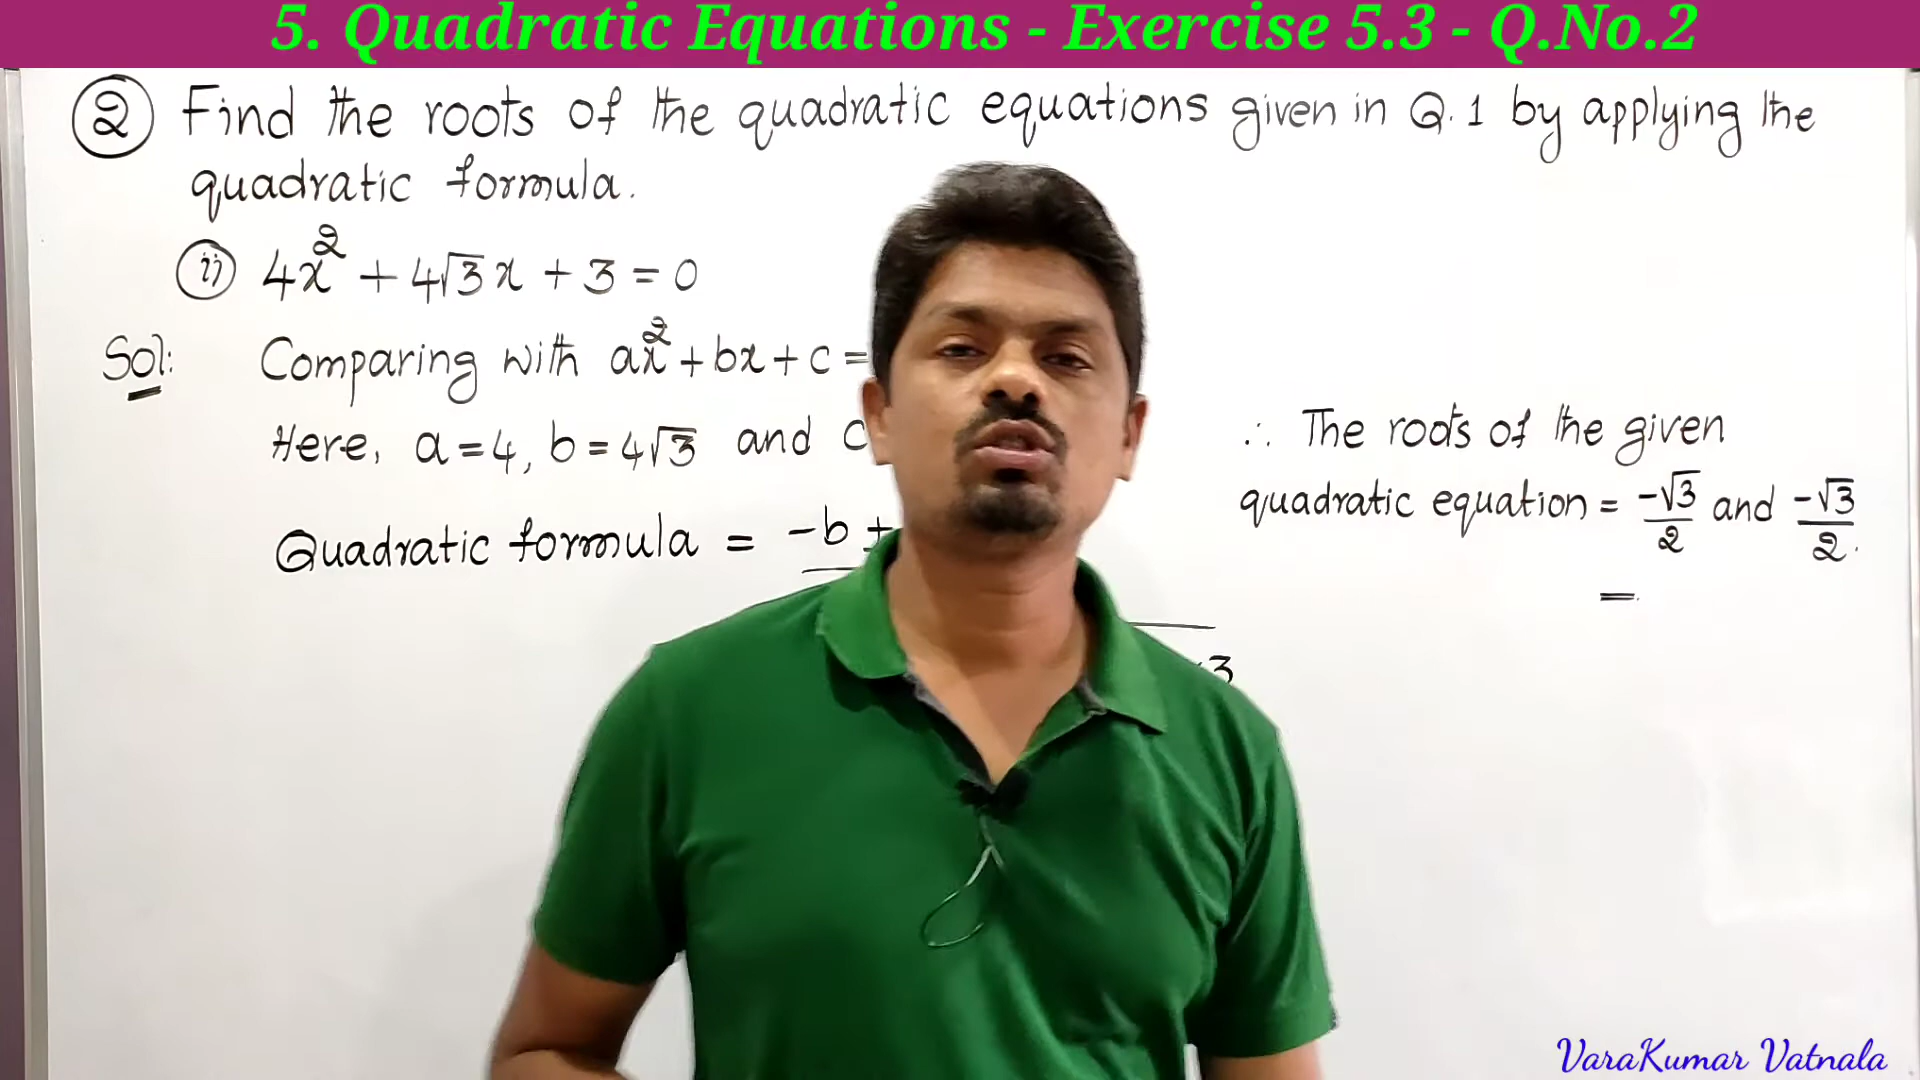 5. Quadratic Equations - Exercise 5.3 - Q.No.2
② Find the roots of the quadratic equations given in Q.1 by applying the
quadratic formula.
ii) 4x² + 4√3x + 3 = 0
Sol: Comparing with ax² + bx + c =
Here, a = 4, b = 4√3 and c
Quadratic formula = -b ±
3
∴ The roots of the given
quadratic equation = -√3/2 and -√3/2.
VaraKumar Vatnala